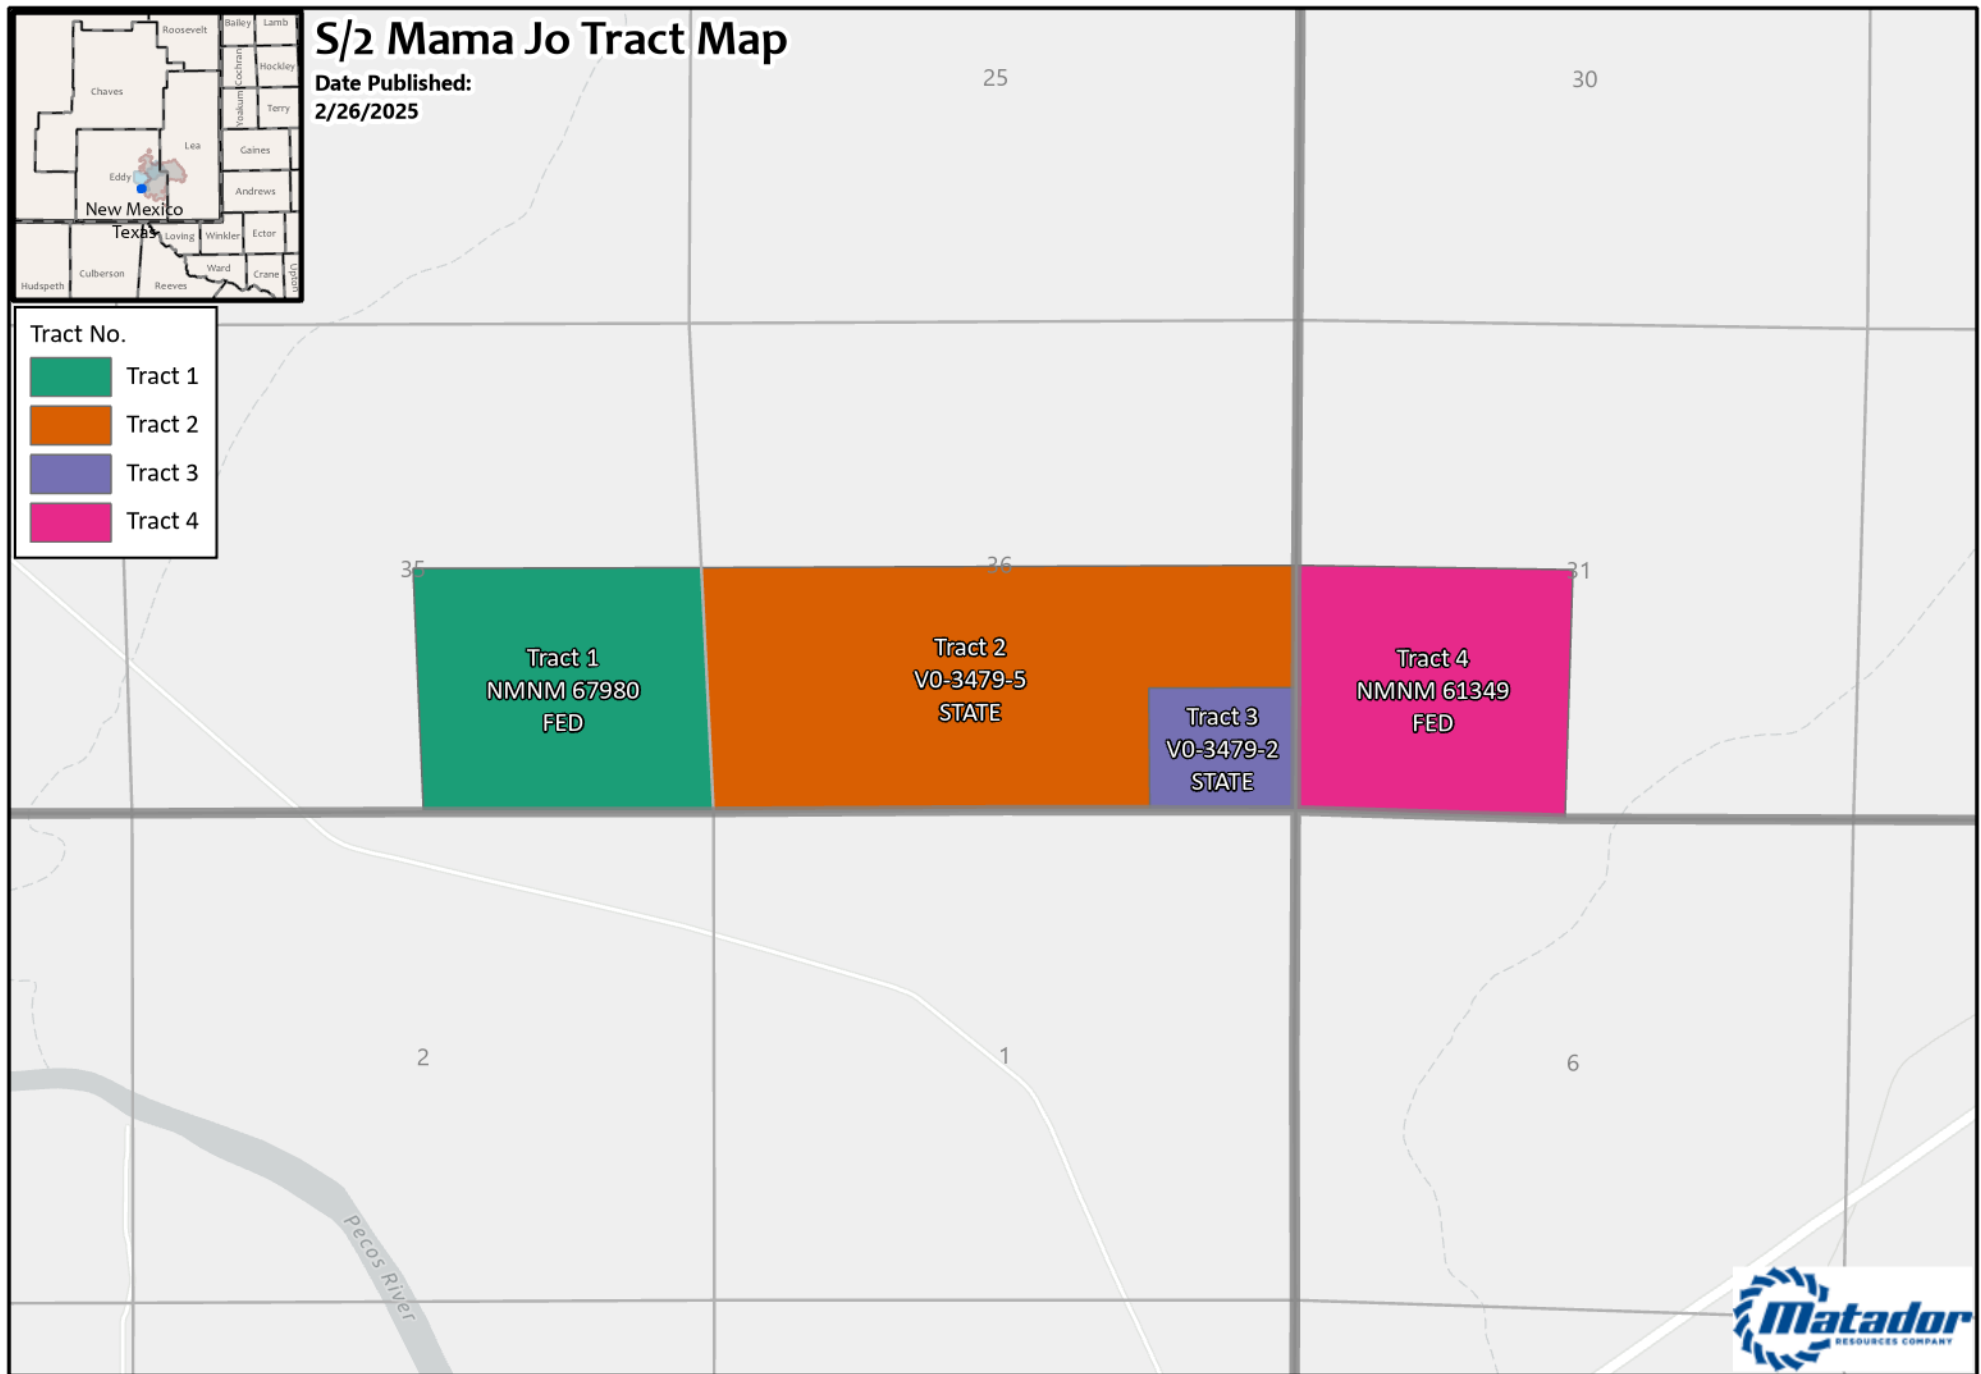 S/2 Mama Jo Tract Map
Date Published:
2/26/2025
Roosevelt
Bailey
Lamb
Cochran
Hockley
Chaves
Yoakum
Terry
Lea
Gaines
Eddy
Andrews
New Mexico
Texas
Loving
Winkler
Ector
Ward
Crane
Upton
Culberson
Hudspeth
Reeves
Tract No.
Tract 1
Tract 2
Tract 3
Tract 4
25
30
35
36
31
Tract 1
NMNM 67980
FED
Tract 2
V0-3479-5
STATE
Tract 3
V0-3479-2
STATE
Tract 4
NMNM 61349
FED
2
1
6
Pecos River
Matador
RESOURCES COMPANY